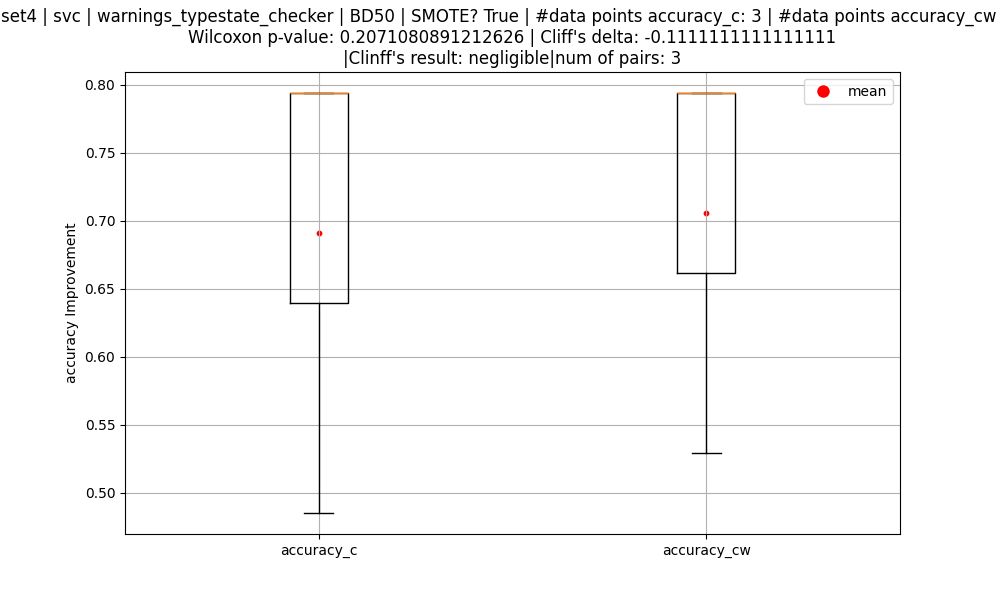 set4 | svc | warnings_typestate_checker | BD50 | SMOTE? True | #data points accuracy_c: 3 | #data points accuracy_cw
Wilcoxon p-value: 0.2071080891212626 | Cliff's delta: -0.1111111111111111
|Clinff's result: negligible|num of pairs: 3
mean
0.80
0.75
0.70
0.65
0.60
0.55
0.50
accuracy Improvement
accuracy_c
accuracy_cw